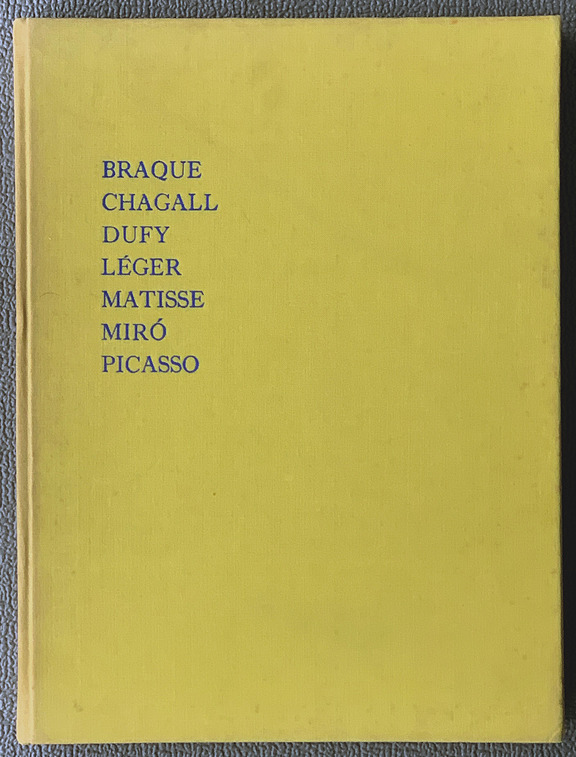 BRAQUE
CHAGALL
DUFY
LÉGER
MATISSE
MIRÓ
PICASSO